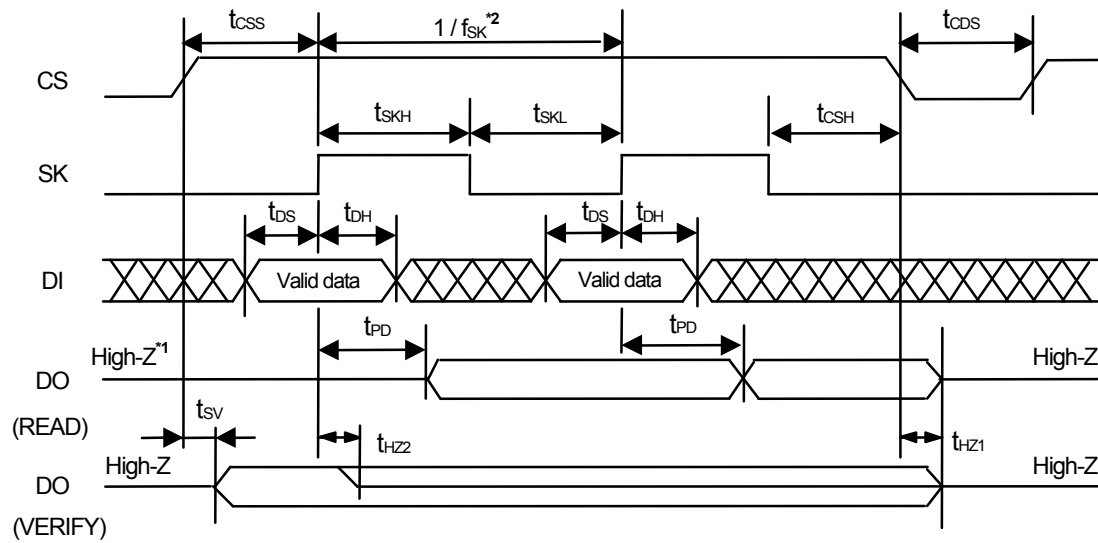 tCSS 1 / fSK*2 tCDS
CS
tSKH tSKL tCSH
SK
tDS tDH tDS tDH
DI Valid data Valid data
tPD tPD
High-Z*1 High-Z
DO
(READ)
tSV tHZ2 tHZ1
High-Z High-Z
DO
(VERIFY)